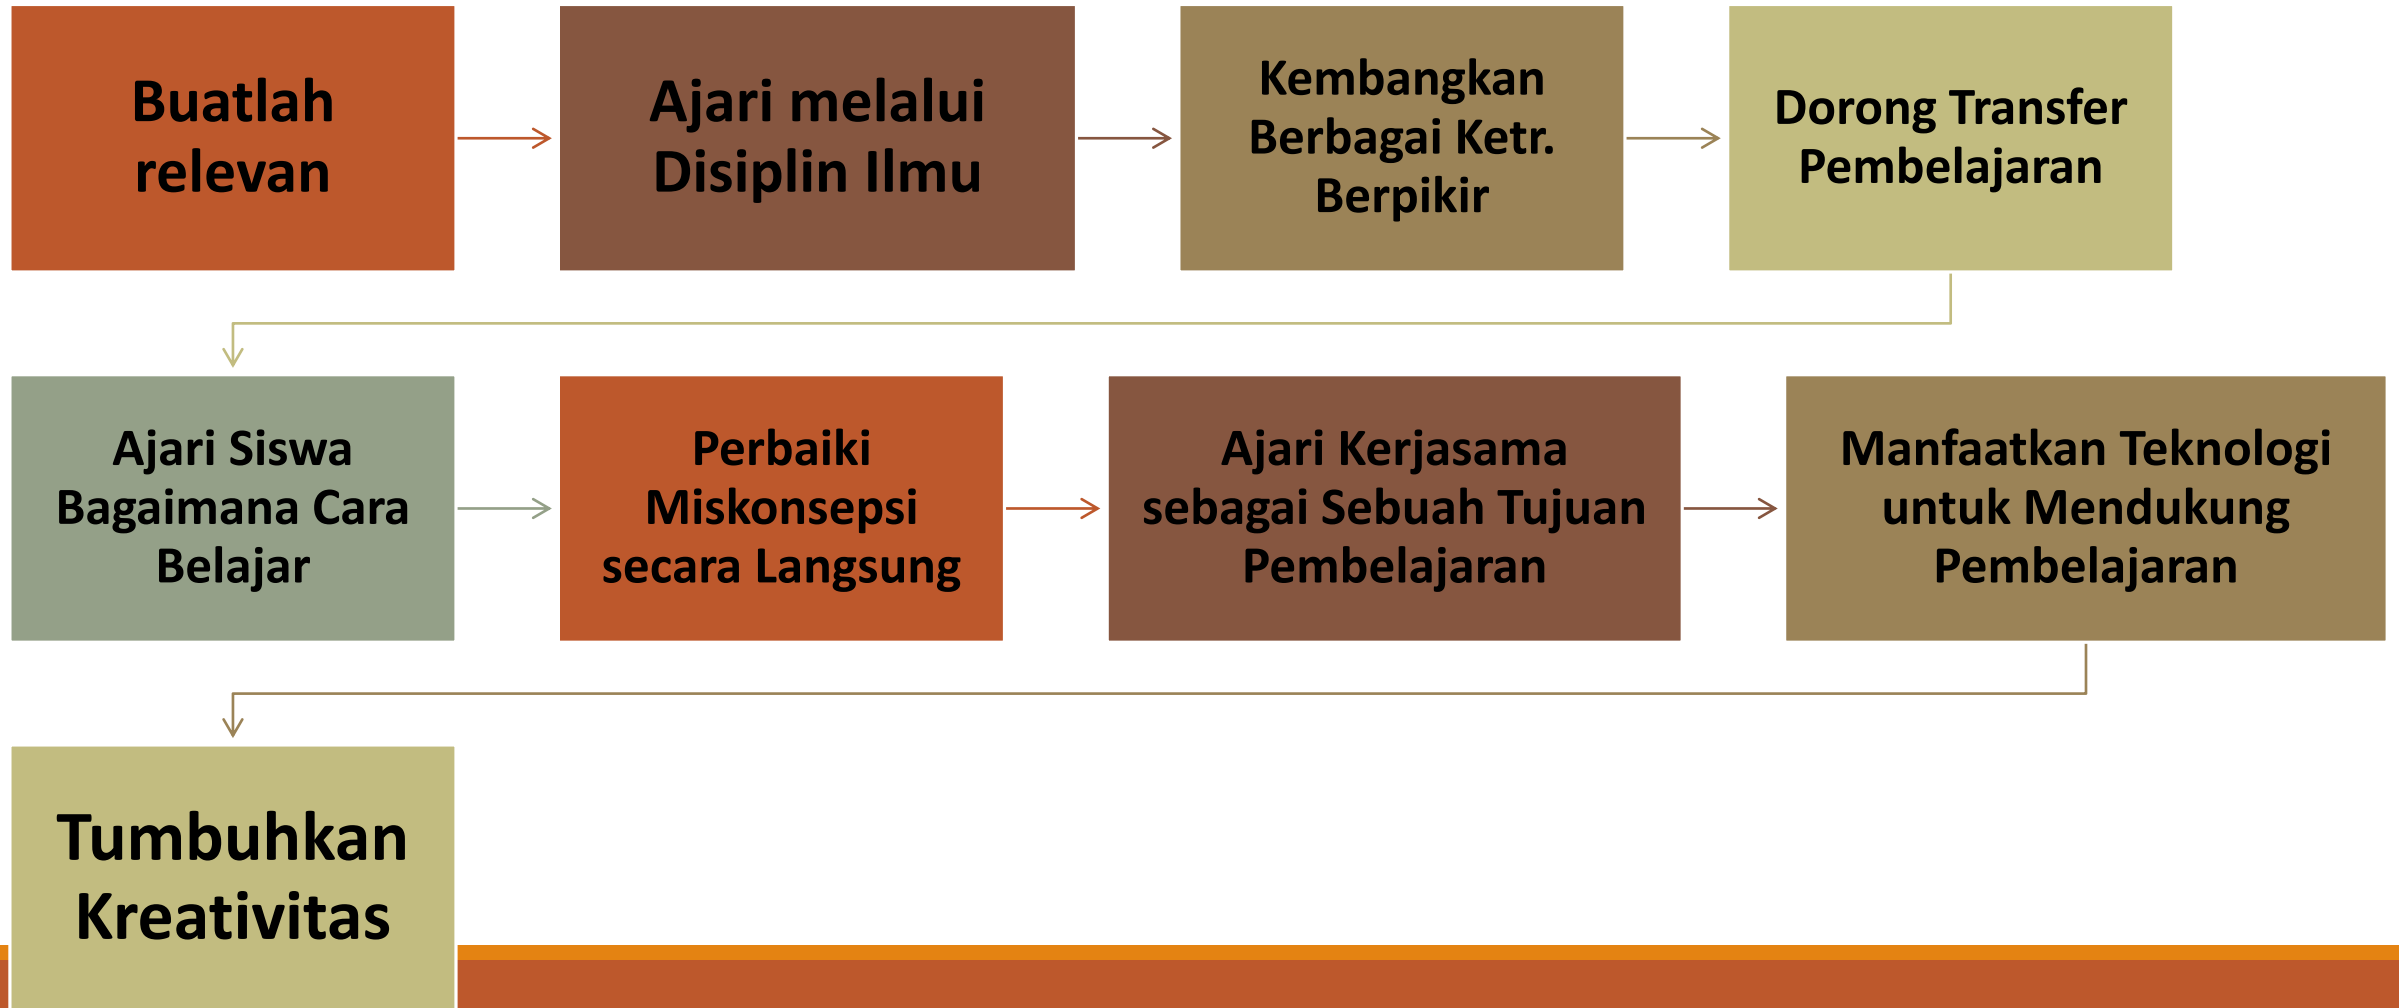 Buatlah
relevan
Ajari melalui
Disiplin Ilmu
Kembangkan
Berbagai Ketr.
Berpikir
Dorong Transfer
Pembelajaran
Ajari Siswa
Bagaimana Cara
Belajar
Perbaiki
Miskonsepsi
secara Langsung
Ajari Kerjasama
sebagai Sebuah Tujuan
Pembelajaran
Manfaatkan Teknologi
untuk Mendukung
Pembelajaran
Tumbuhkan
Kreativitas